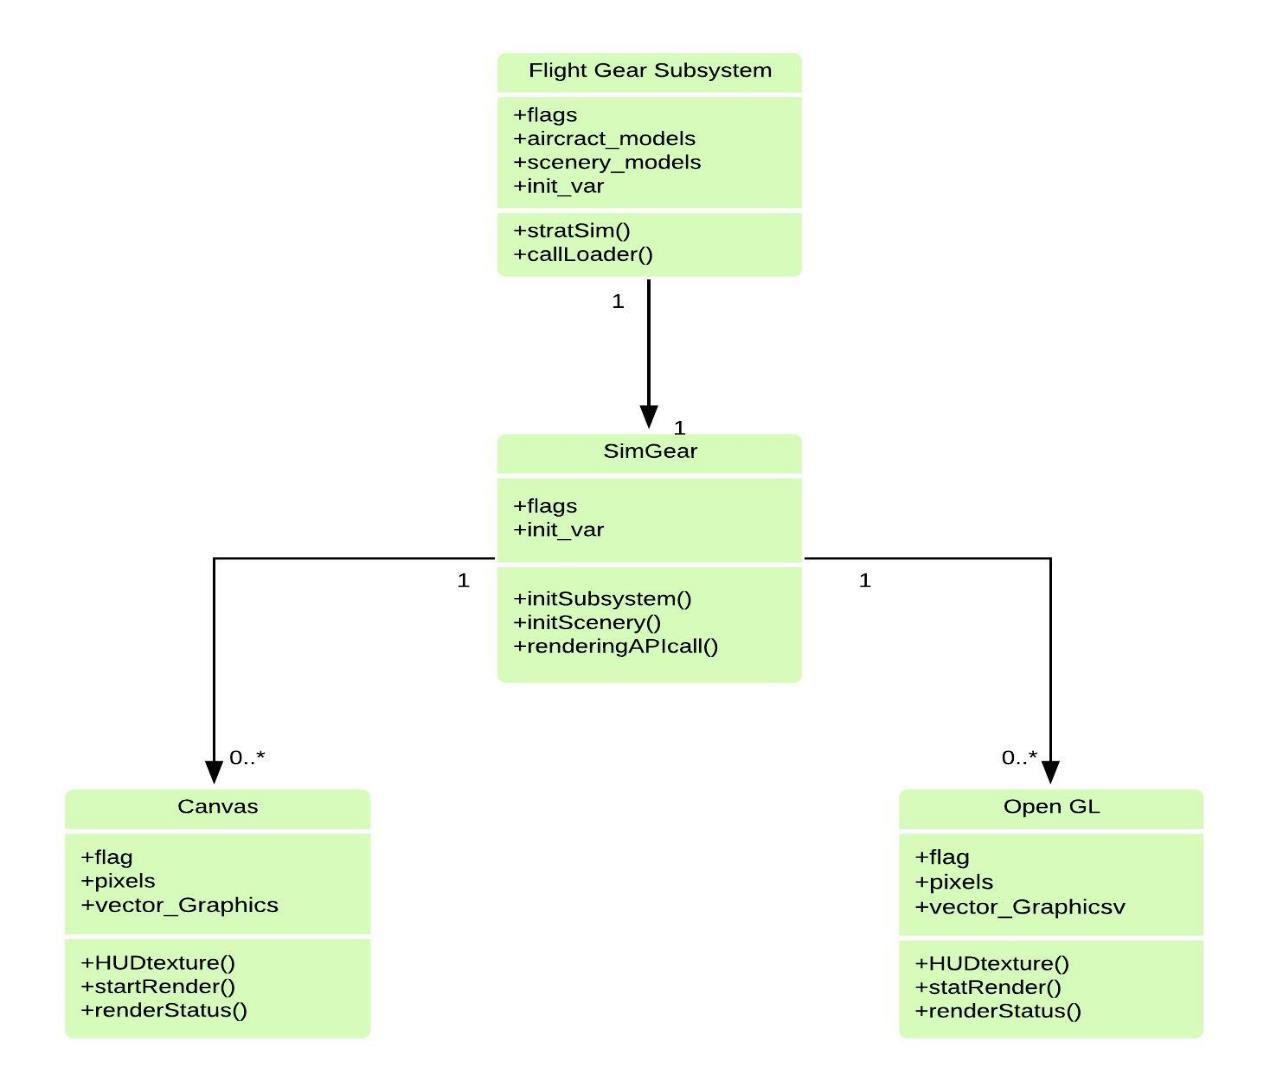 Flight Gear Subsystem
+flags
+aircract_models
+scenery_models
+init_var
+stratSim()
+callLoader()
1
1
SimGear
+flags
+init_var
+initSubsystem()
+initScenery()
+renderingAPIcall()
1
1
0..*
0..*
Canvas
+flag
+pixels
+vector_Graphics
+HUDtexture()
+startRender()
+renderStatus()
Open GL
+flag
+pixels
+vector_Graphicsv
+HUDtexture()
+statRender()
+renderStatus()